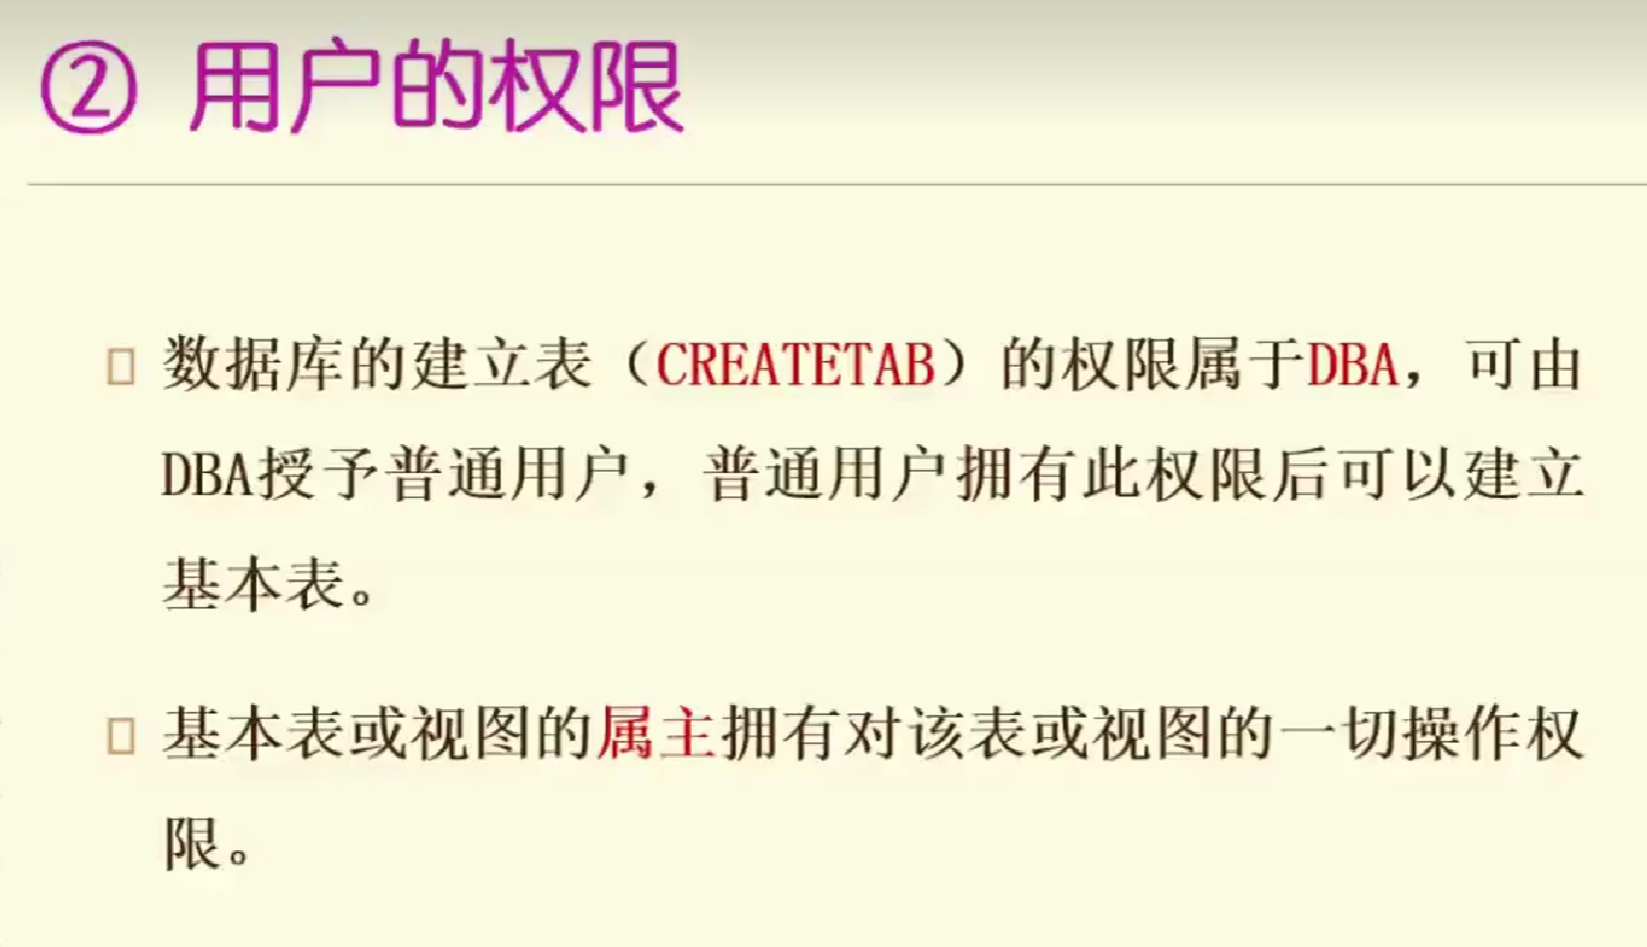 ② 用户的权限
数据库的建立表（CREATETAB）的权限属于DBA，可由
DBA授予普通用户，普通用户拥有此权限后可以建立
基本表。
基本表或视图的属主拥有对该表或视图的一切操作权
限。